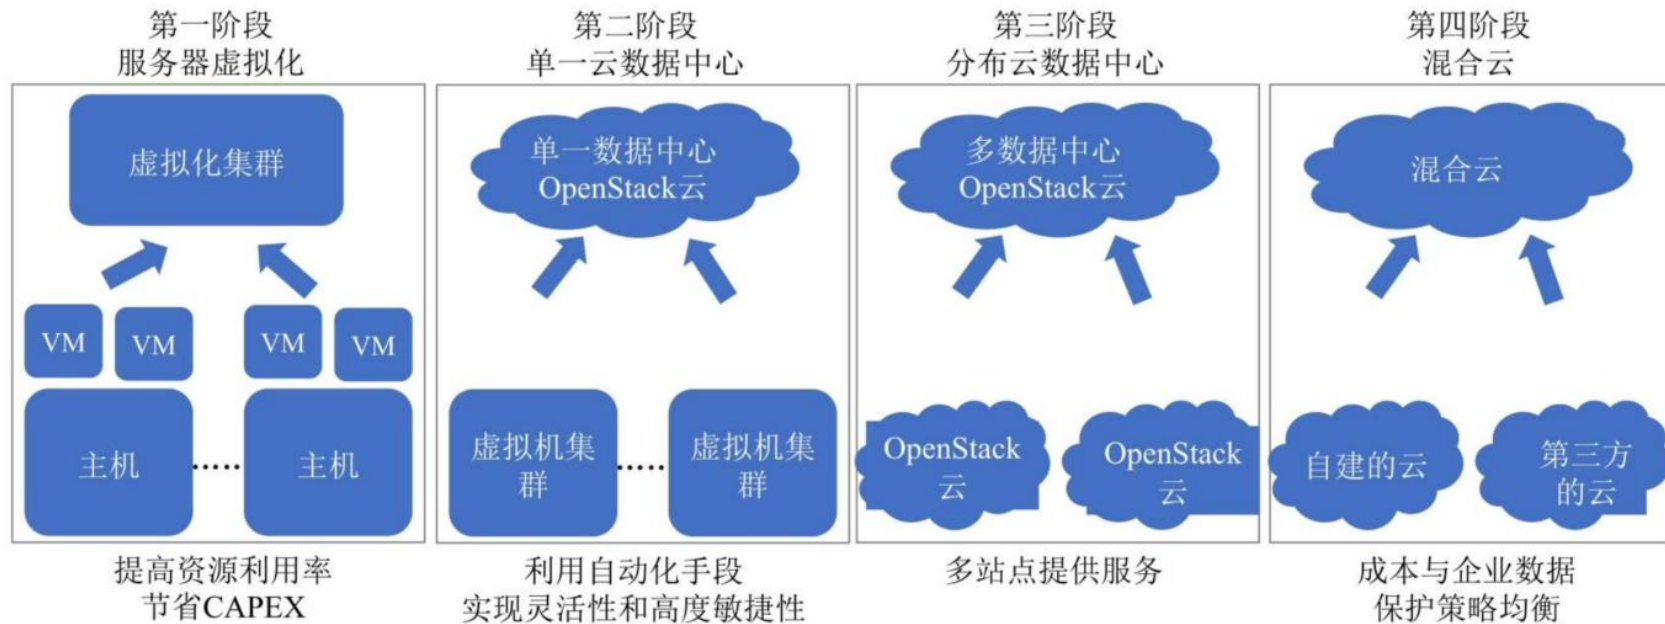 第一阶段
服务器虚拟化
虚拟化集群
VM
VM
VM
VM
主机
.....
主机
提高资源利用率
节省CAPEX
第二阶段
单一云数据中心
单一数据中心
OpenStack云
虚拟机集
群
.....
虚拟机集
群
利用自动化手段
实现灵活性和高度敏捷性
第三阶段
分布云数据中心
多数据中心
OpenStack云
OpenStack
云
OpenStack
云
多站点提供服务
第四阶段
混合云
混合云
自建的云
第三方
的云
成本与企业数据
保护策略均衡